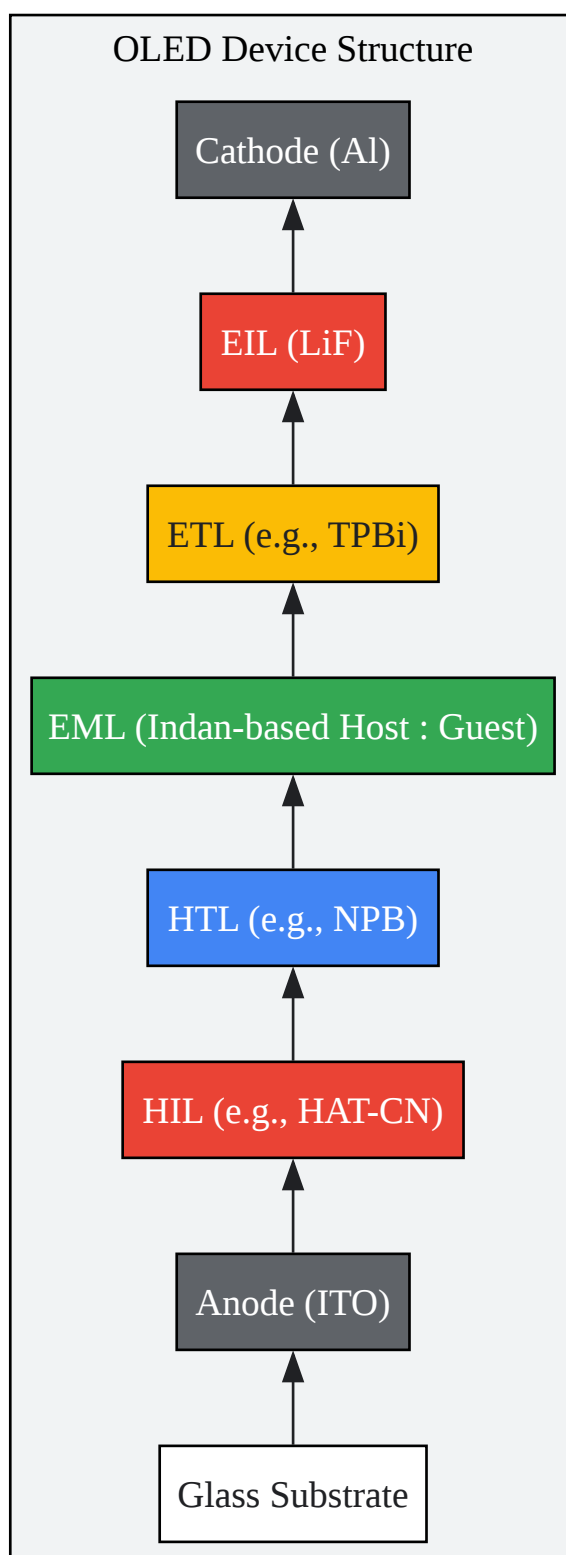 OLED Device Structure
Cathode (Al)
EIL (LiF)
ETL (e.g., TPBi)
EML (Indan-based Host : Guest)
HTL (e.g., NPB)
HIL (e.g., HAT-CN)
Anode (ITO)
Glass Substrate